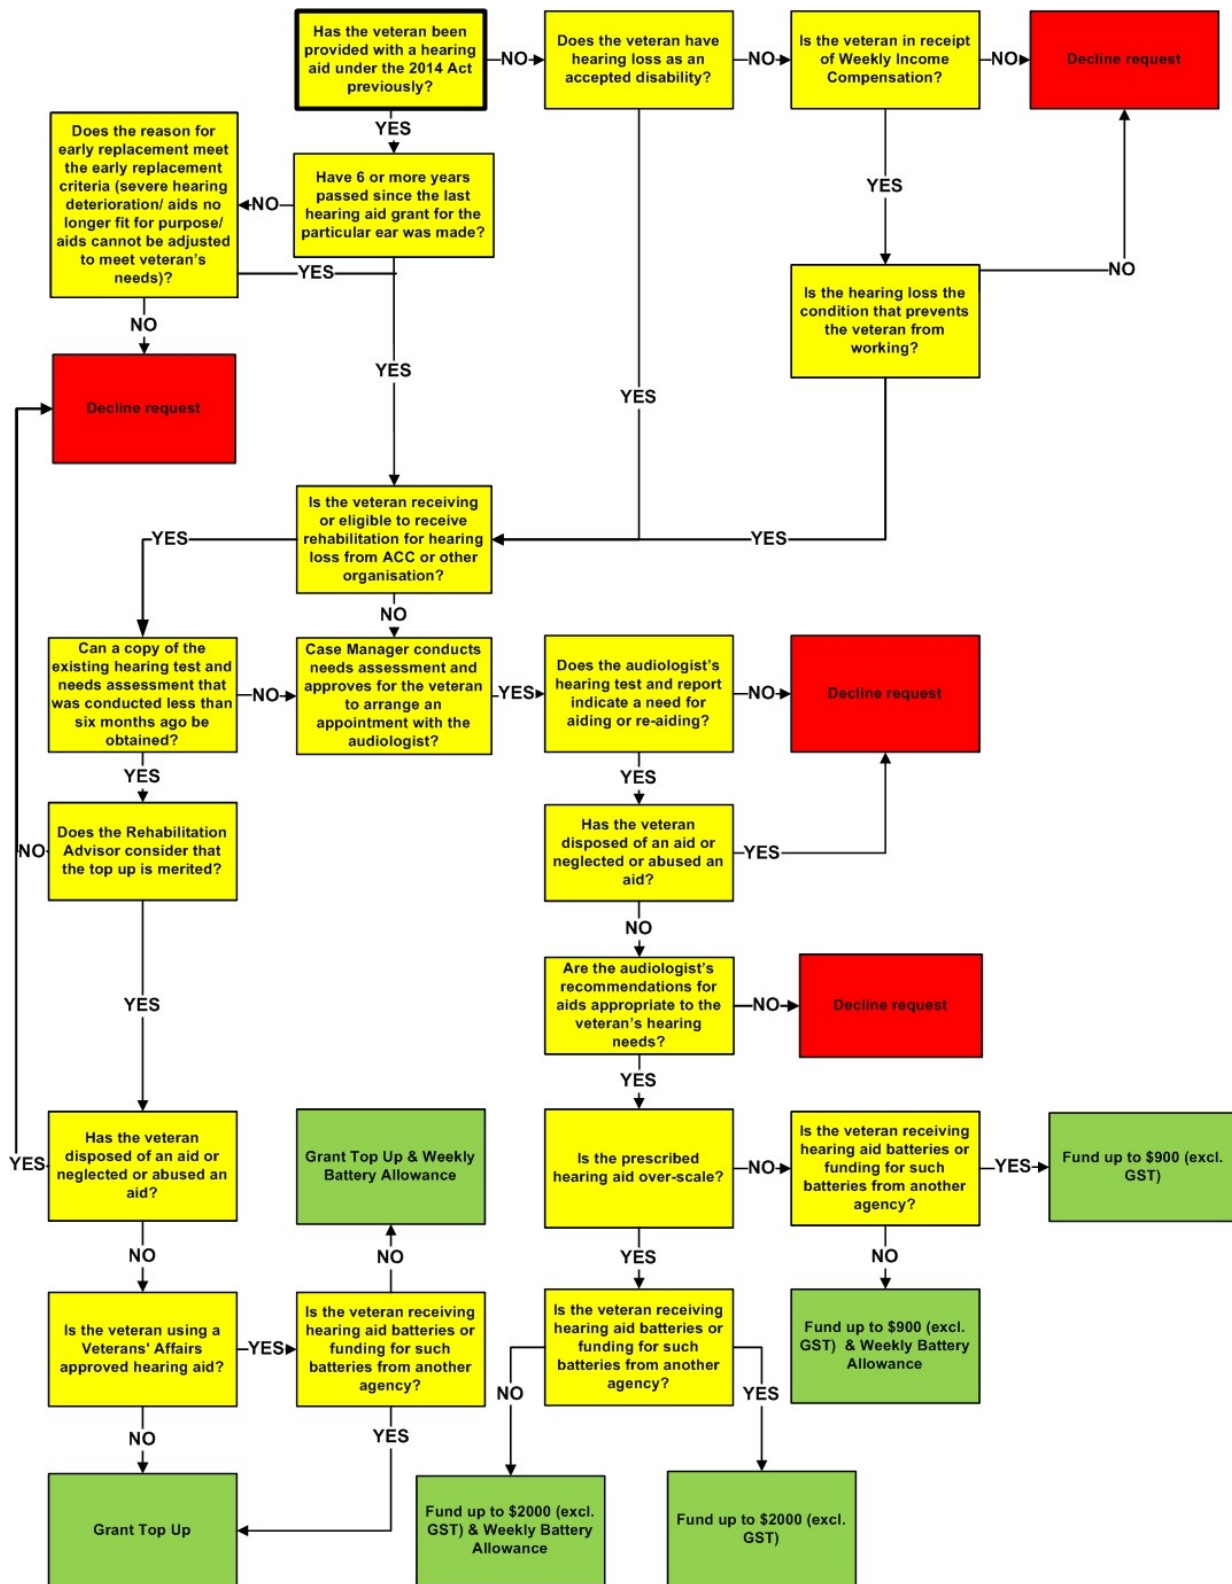 Has the veteran been
provided with a hearing
aid under the 2014 Act
previously?
NO
Does the veteran have
hearing loss as an
accepted disability?
NO
Is the veteran in receipt
of Weekly Income
Compensation?
NO
Decline request
YES
Does the reason for
early replacement meet
the early replacement
criteria (severe hearing
deterioration/ aids no
longer fit for purpose/
aids cannot be adjusted
to meet veteran's
needs)?
NO
Have 6 or more years
passed since the last
hearing aid grant for the
particular ear was made?
YES
YES
NO
Is the hearing loss the
condition that prevents
the veteran from
working?
NO
YES
YES
Decline request
YES
Is the veteran receiving
or eligible to receive
rehabilitation for hearing
loss from ACC or other
organisation?
YES
YES
NO
Can a copy of the
existing hearing test and
needs assessment that
was conducted less than
six months ago be
obtained?
NO
Case Manager conducts
needs assessment and
approves for the veteran
to arrange an
appointment with the
audiologist?
YES
Does the audiologist's
hearing test and report
indicate a need for
aiding or re-aiding?
NO
Decline request
YES
YES
Does the Rehabilitation
Advisor consider that
the top up is merited?
NO
Has the veteran
disposed of an aid or
neglected or abused an
aid?
YES
NO
Are the audiologist's
recommendations for
aids appropriate to the
veteran's hearing
needs?
NO
Decline request
YES
YES
Has the veteran
disposed of an aid or
neglected or abused an
aid?
YES
Grant Top Up & Weekly
Battery Allowance
Is the prescribed
hearing aid over-scale?
NO
Is the veteran receiving
hearing aid batteries or
funding for such
batteries from another
agency?
YES
Fund up to $900 (excl.
GST)
NO
NO
YES
NO
Is the veteran using a
Veterans' Affairs
approved hearing aid?
YES
Is the veteran receiving
hearing aid batteries or
funding for such
batteries from another
agency?
Is the veteran receiving
hearing aid batteries or
funding for such
batteries from another
agency?
Fund up to $900 (excl.
GST) & Weekly Battery
Allowance
NO
YES
NO
YES
Grant Top Up
Fund up to $2000 (excl.
GST) & Weekly Battery
Allowance
Fund up to $2000 (excl.
GST)